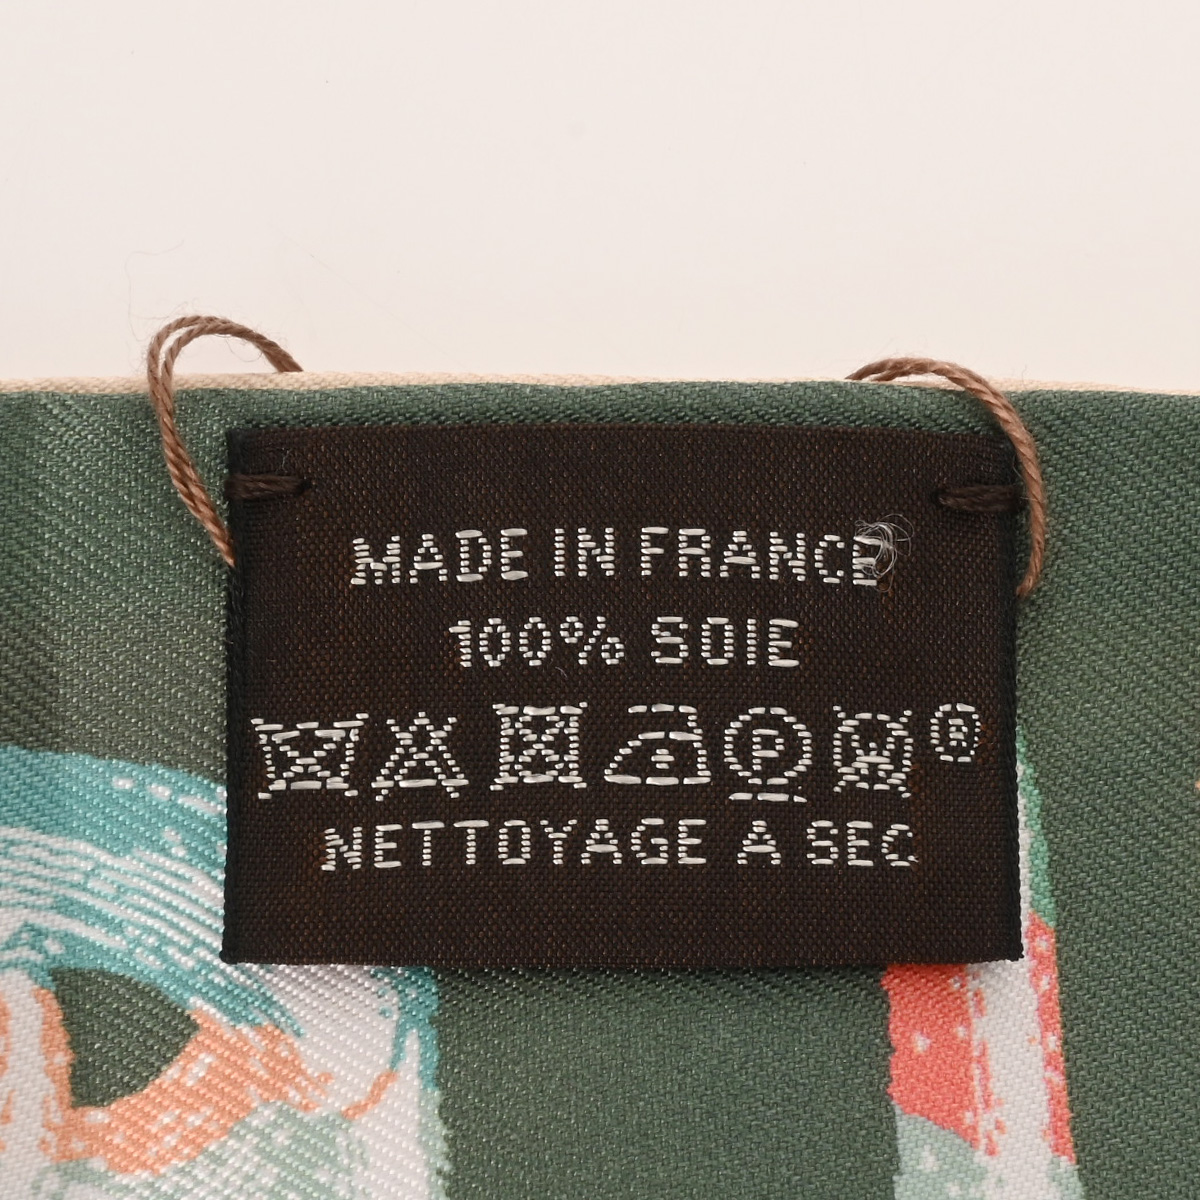 MADE IN FRANCE
100% SOIE
P W ®
NETTOYAGE A SEC